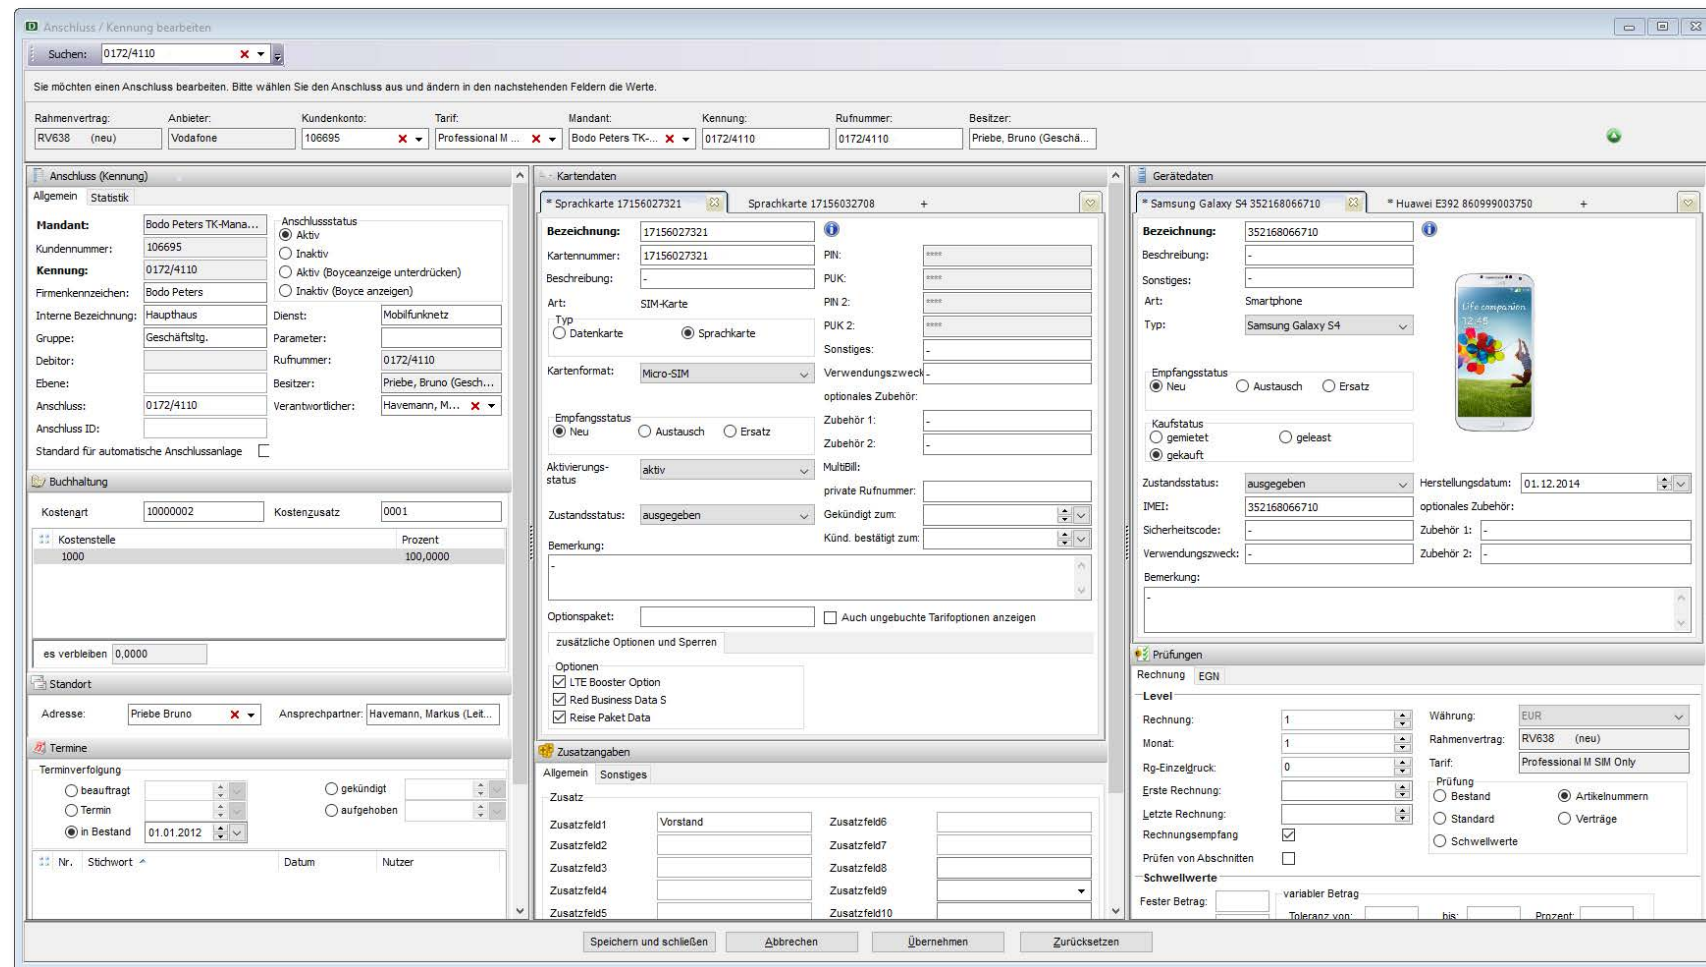 Anschluss / Kennung bearbeiten
Suchen: 0172/4110
Sie möchten einen Anschluss bearbeiten. Bitte wählen Sie den Anschluss aus und ändern in den nachstehenden Feldern die Werte.
Rahmenvertrag: Anbieter: Kundenkonto: Tarif: Mandant: Kennung: Rufnummer: Besitzer:
RV638 (neu) Vodafone 106695 Professional M ... Bodo Peters TK-... 0172/4110 0172/4110 Priebe, Bruno (Geschä...
Anschluss (Kennung)
Allgemein Statistik
Mandant: Bodo Peters TK-Mana...
Kundennummer: 106695
Kennung: 0172/4110
Firmenkennzeichen: Bodo Peters
Anschlussstatus
Aktiv
Inaktiv
Aktiv (Boyceanzeige unterdrücken)
Inaktiv (Boyce anzeigen)
Interne Bezeichnung: Haupthaus Dienst: Mobilfunknetz
Gruppe: Geschäftsltg. Parameter:
Debitor: Rufnummer: 0172/4110
Ebene: Besitzer: Priebe, Bruno (Gesch...
Anschluss: 0172/4110 Verantwortlicher: Havemann, M...
Anschluss ID:
Standard für automatische Anschlussanlage
Buchhaltung
Kostenart 10000002 Kostenzusatz 0001
Kostenstelle Prozent
1000 100,0000
es verbleiben 0,0000
Standort
Adresse: Priebe Bruno Ansprechpartner: Havemann, Markus (Leit...
Termine
Terminverfolgung
beauftragt gekündigt
Termin aufgehoben
in Bestand 01.01.2012
Nr. Stichwort Datum Nutzer
Kartendaten
* Sprachkarte 17156027321 Sprachkarte 17156032708 +
Bezeichnung: 17156027321
Kartennummer: 17156027321 PIN: ****
Beschreibung: - PUK: ****
Art: SIM-Karte PIN 2: ****
Typ PUK 2: ****
Datenkarte Sprachkarte
Sonstiges: -
Kartenformat: Micro-SIM Verwendungszweck -
optionales Zubehör:
Empfangsstatus Zubehör 1: -
Neu Austausch Ersatz
Zubehör 2: -
Aktivierungs-status aktiv MultiBill:
private Rufnummer:
Zustandsstatus: ausgegeben Gekündigt zum:
Künd. bestätigt zum:
Bemerkung:
-
Optionspaket: Auch ungebuchte Tarifoptionen anzeigen
zusätzliche Optionen und Sperren
Optionen
LTE Booster Option
Red Business Data S
Reise Paket Data
Zusatzangaben
Allgemein Sonstiges
Zusatz
Zusatzfeld1 Vorstand Zusatzfeld6
Zusatzfeld2 Zusatzfeld7
Zusatzfeld3 Zusatzfeld8
Zusatzfeld4 Zusatzfeld9
Zusatzfeld5 Zusatzfeld10
Gerätedaten
* Samsung Galaxy S4 352168066710 * Huawei E392 860999003750 +
Bezeichnung: 352168066710
Beschreibung: -
Sonstiges: -
Art: Smartphone
Typ: Samsung Galaxy S4
Life companion
12:45
Empfangsstatus
Neu Austausch Ersatz
Kaufstatus
gemietet geleast
gekauft
Zustandsstatus: ausgegeben Herstellungsdatum: 01.12.2014
IMEI: 352168066710 optionales Zubehör:
Sicherheitscode: - Zubehör 1: -
Verwendungszweck: - Zubehör 2: -
Bemerkung:
-
Prüfungen
Rechnung EGN
Level
Rechnung: 1 Währung: EUR
Monat: 1 Rahmenvertrag: RV638 (neu)
Rg-Einzeldruck: 0 Tarif: Professional M SIM Only
Erste Rechnung:
Letzte Rechnung:
Rechnungsempfang
Prüfen von Abschnitten
Prüfung
Bestand Artikelnummern
Standard Verträge
Schwellwerte
Schwellwerte
Fester Betrag: variabler Betrag
Toleranz von: bis: Prozent:
Speichern und schließen Abbrechen Übernehmen Zurücksetzen